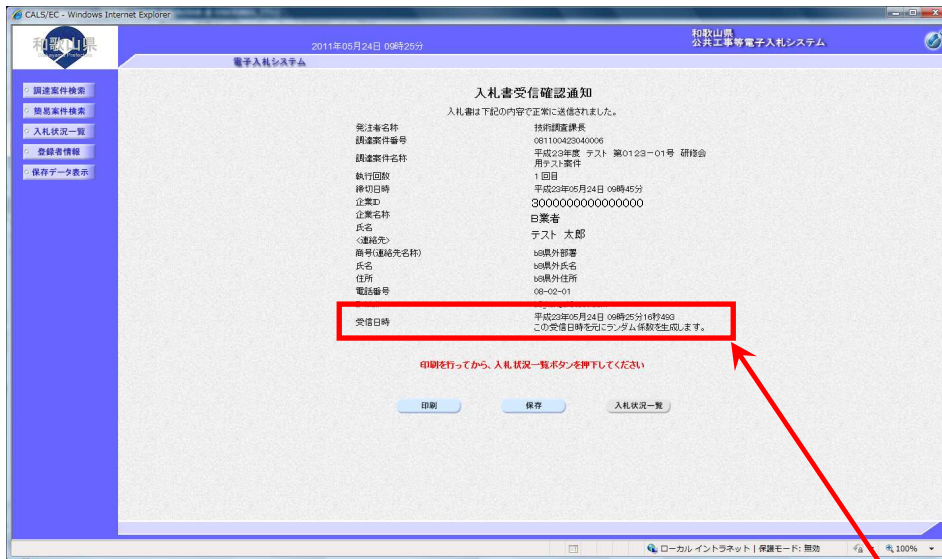 CALS/EC - Windows Internet Explorer
和歌山県
2011年05月24日 09時25分
和歌山県
公共工事等電子入札システム
電子入札システム
調達案件検索
簡易案件検索
入札状況一覧
登録者情報
保存データ表示
入札書受信確認通知
入札書は下記の内容で正常に送信されました。
発注者名称 技術調査課長
調達案件番号 081100423040006
調達案件名称 平成23年度 テスト 第0123-01号 研修会
用テスト案件
執行回数 1回目
締切日時 平成23年05月24日 09時45分
企業ID 3000000000000000
企業名称 B業者
氏名 テスト 太郎
<連絡先>
商号(連絡先名称) b8県外部署
氏名 b8県外氏名
住所 b8県外住所
電話番号 08-02-01
受信日時 平成23年05月24日 09時25分16秒493
この受信日時を元にランダム係数を生成します。
印刷を行ってから、入札状況一覧ボタンを押下してください
印刷 保存 入札状況一覧
ローカル イントラネット | 保護モード: 無効 100%